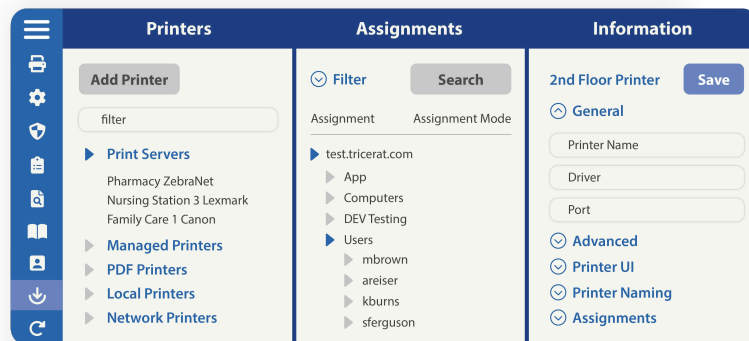 Printers
Add Printer
filter
Print Servers
Pharmacy ZebraNet
Nursing Station 3 Lexmark
Family Care 1 Canon
Managed Printers
PDF Printers
Local Printers
Network Printers
Assignments
Filter
Search
Assignment Assignment Mode
test.tricerat.com
App
Computers
DEV Testing
Users
mbrown
areiser
kburns
sferguson
Information
2nd Floor Printer
Save
General
Printer Name
Driver
Port
Advanced
Printer UI
Printer Naming
Assignments